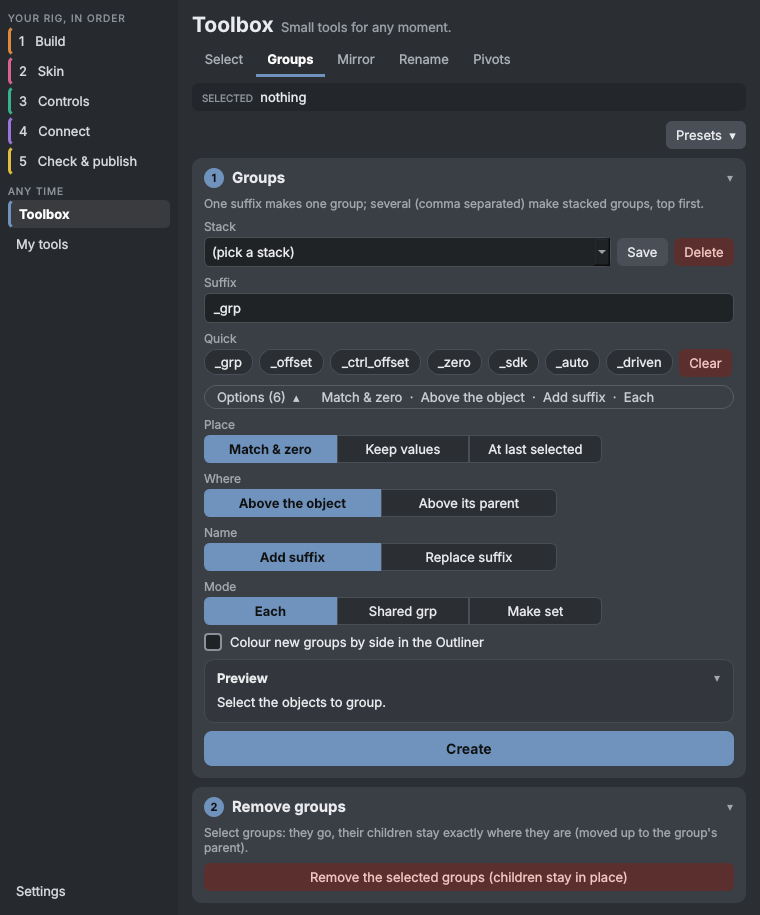 YOUR RIG, IN ORDER
1 Build
2 Skin
3 Controls
4 Connect
5 Check & publish
ANY TIME
Toolbox
My tools
Settings
Toolbox Small tools for any moment.
Select Groups Mirror Rename Pivots
SELECTED nothing
Presets ▾
1 Groups ▾
One suffix makes one group; several (comma separated) make stacked groups, top first.
Stack
(pick a stack) Save Delete
Suffix
_grp
Quick
_grp _offset _ctrl_offset _zero _sdk _auto _driven Clear
Options (6) ▴ Match & zero · Above the object · Add suffix · Each
Place
Match & zero Keep values At last selected
Where
Above the object Above its parent
Name
Add suffix Replace suffix
Mode
Each Shared grp Make set
Colour new groups by side in the Outliner
Preview ▾
Select the objects to group.
Create
2 Remove groups ▾
Select groups: they go, their children stay exactly where they are (moved up to the group's
parent).
Remove the selected groups (children stay in place)